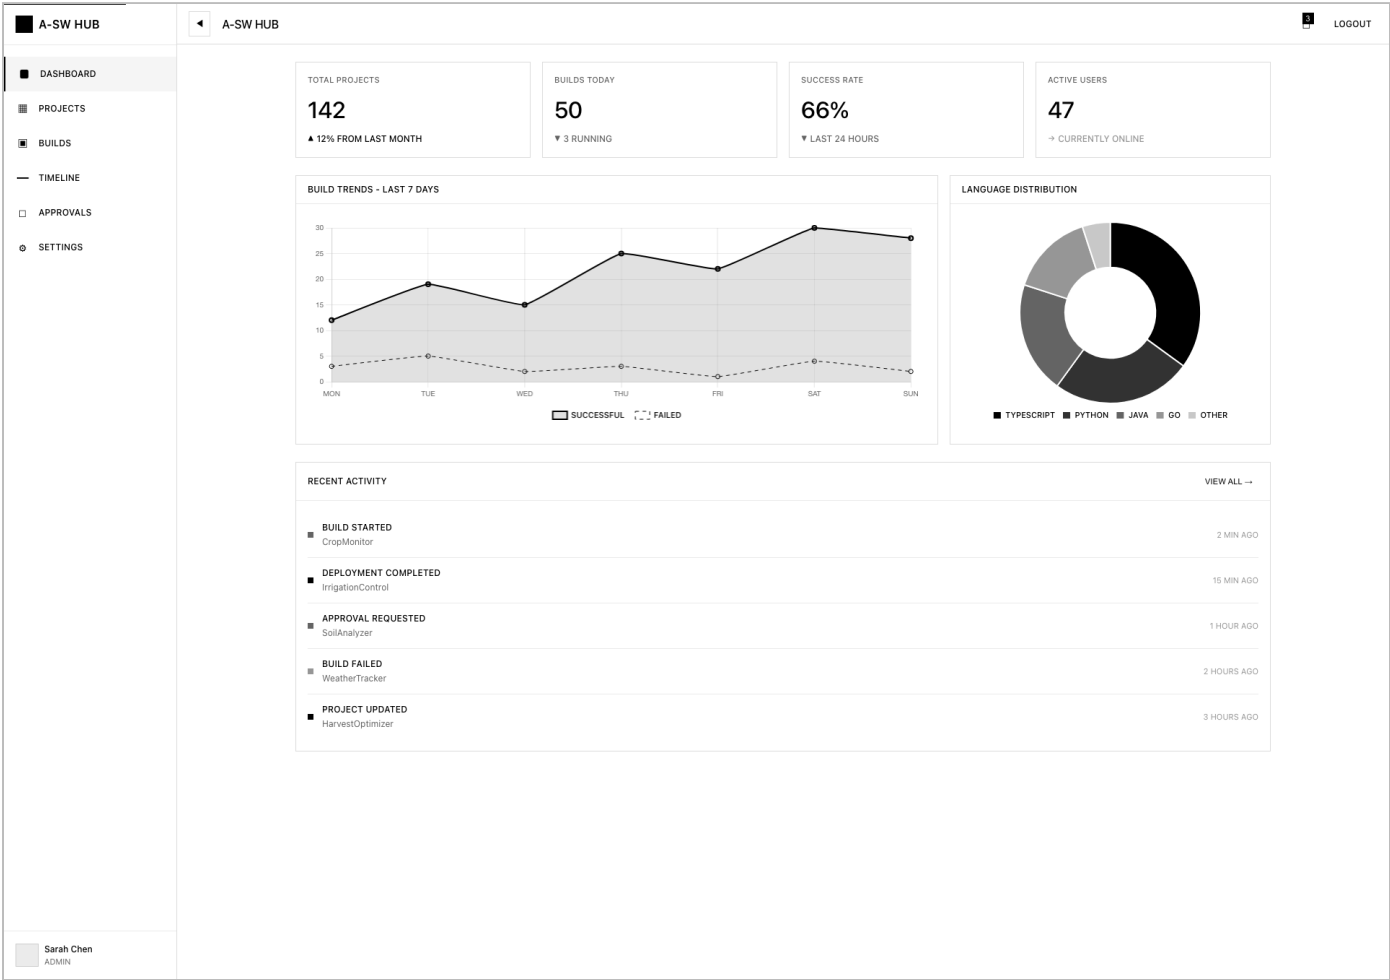 A-SW HUB
◀ A-SW HUB
3
LOGOUT
DASHBOARD
PROJECTS
BUILDS
TIMELINE
APPROVALS
SETTINGS
TOTAL PROJECTS
142
▲ 12% FROM LAST MONTH
BUILDS TODAY
50
▼ 3 RUNNING
SUCCESS RATE
66%
▼ LAST 24 HOURS
ACTIVE USERS
47
→ CURRENTLY ONLINE
BUILD TRENDS - LAST 7 DAYS
30
25
20
15
10
5
0
MON TUE WED THU FRI SAT SUN
SUCCESSFUL FAILED
LANGUAGE DISTRIBUTION
TYPESCRIPT PYTHON JAVA GO OTHER
RECENT ACTIVITY
VIEW ALL →
BUILD STARTED
CropMonitor
2 MIN AGO
DEPLOYMENT COMPLETED
IrrigationControl
15 MIN AGO
APPROVAL REQUESTED
SoilAnalyzer
1 HOUR AGO
BUILD FAILED
WeatherTracker
2 HOURS AGO
PROJECT UPDATED
HarvestOptimizer
3 HOURS AGO
Sarah Chen
ADMIN